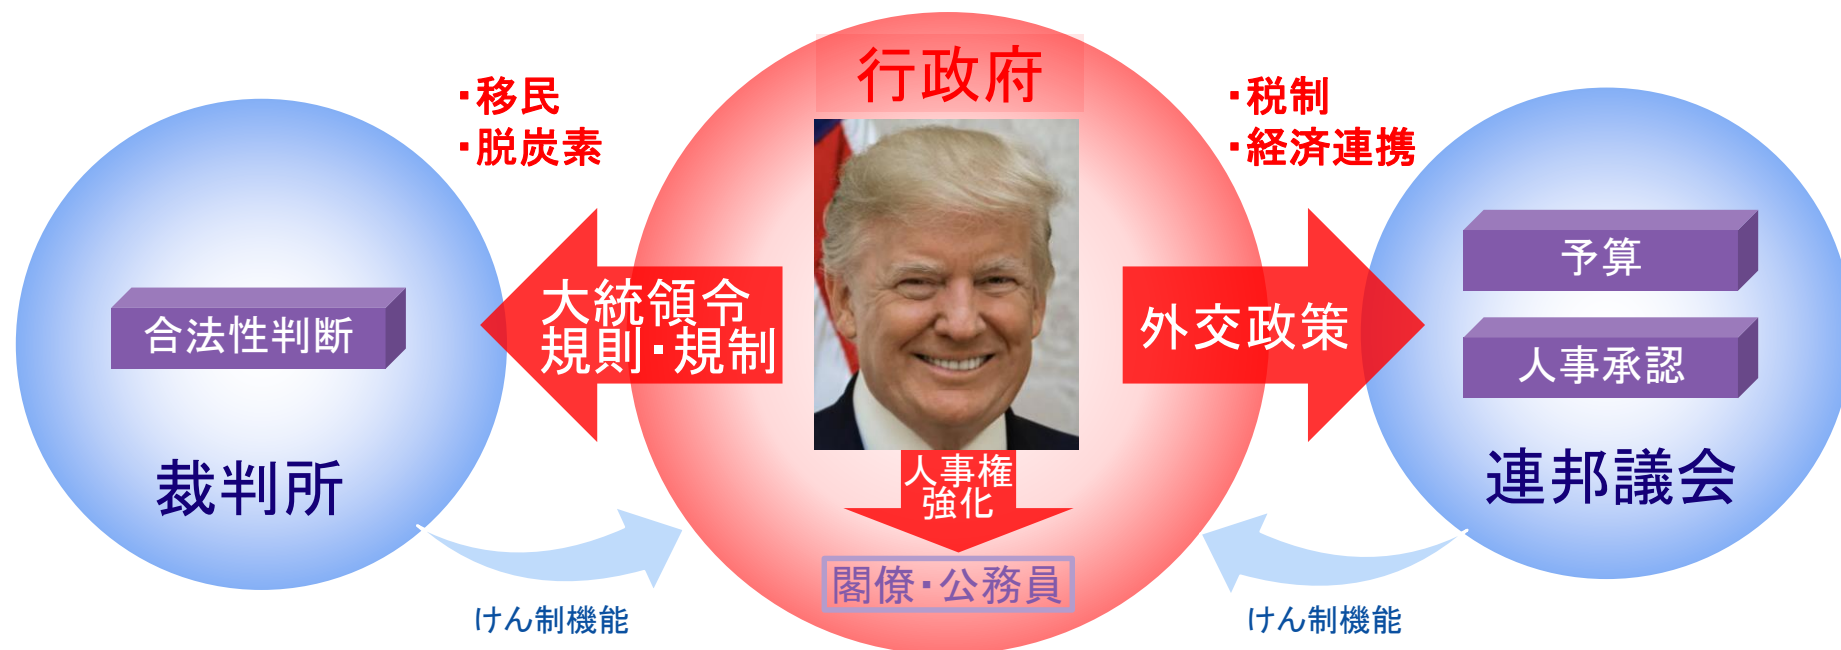 行政府
・移民
・脱炭素
・税制
・経済連携
大統領令
規則・規制
外交政策
合法性判断
予算
人事承認
裁判所
連邦議会
人事権
強化
閣僚・公務員
けん制機能
けん制機能